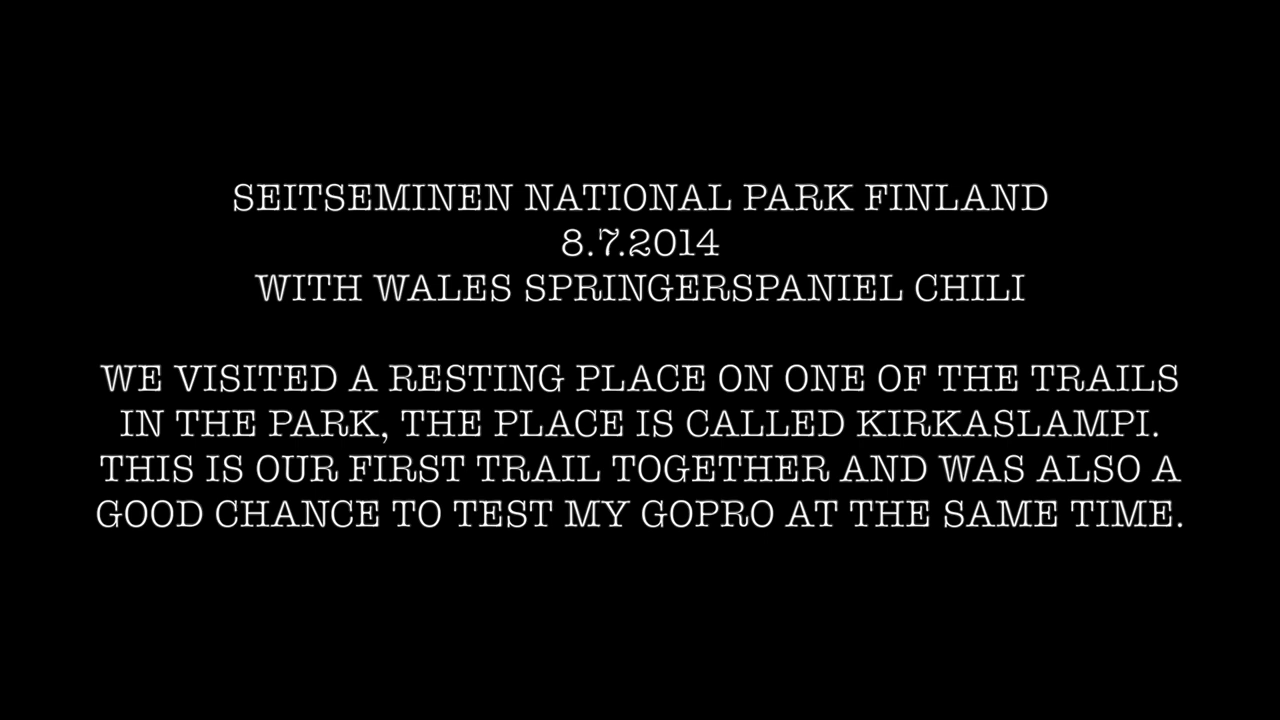 SEITSEMINEN NATIONAL PARK FINLAND
8.7.2014
WITH WALES SPRINGERSPANIEL CHILI
WE VISITED A RESTING PLACE ON ONE OF THE TRAILS
IN THE PARK, THE PLACE IS CALLED KIRKASLAMPI.
THIS IS OUR FIRST TRAIL TOGETHER AND WAS ALSO A
GOOD CHANCE TO TEST MY GOPRO AT THE SAME TIME.